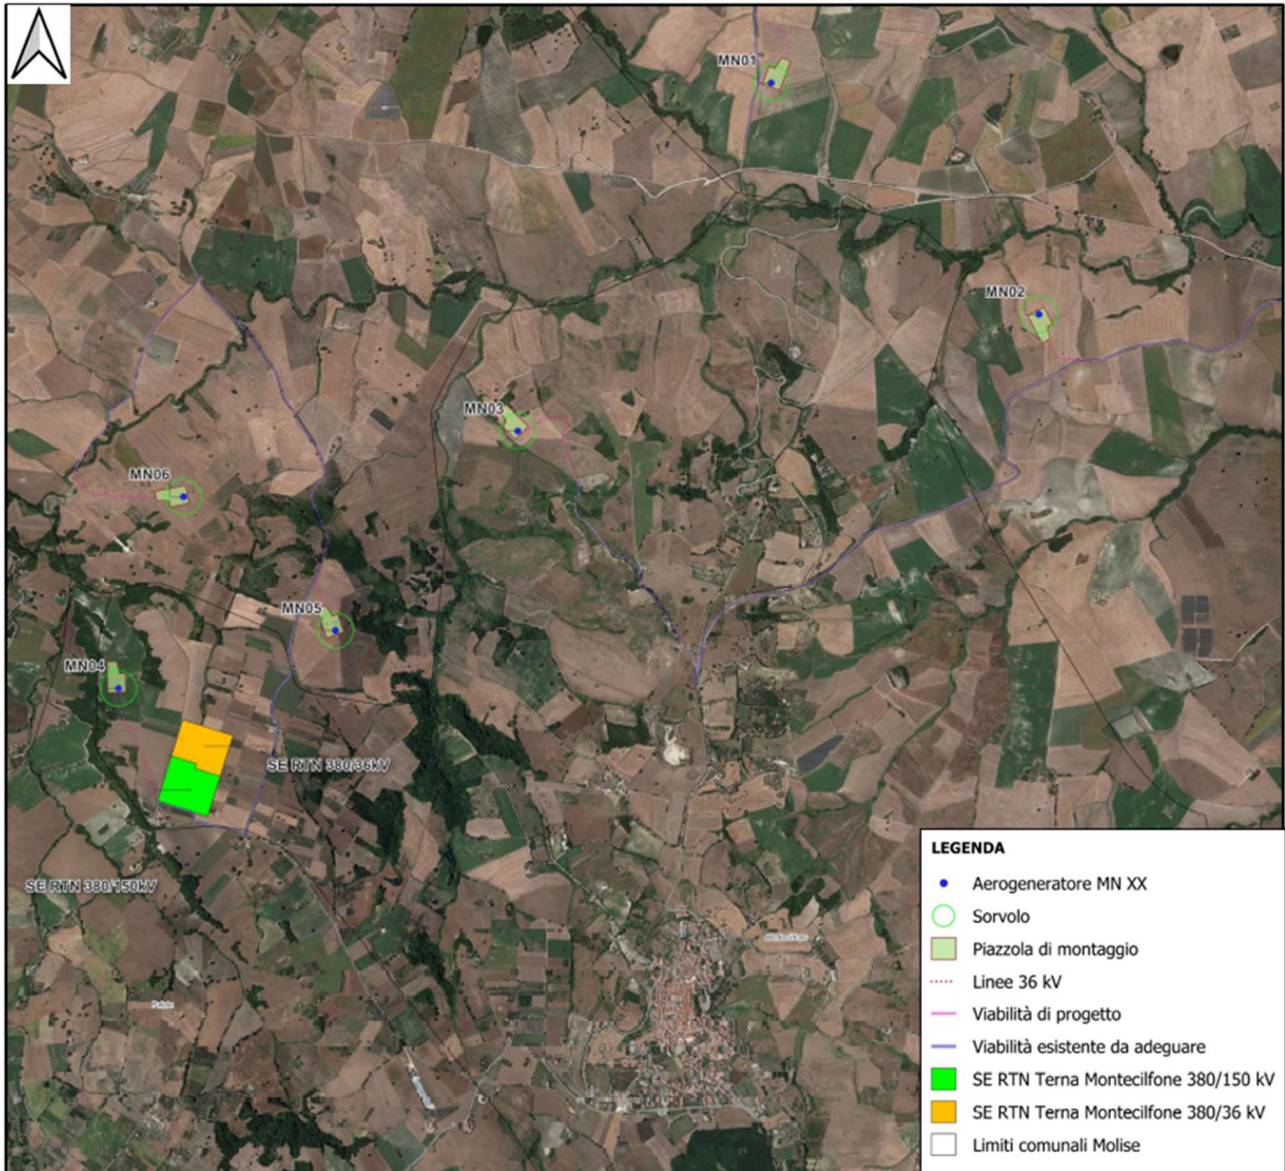 MN01
MN02
MN03
MN06
MN05
MN04
SE RTN 380/36kV
SE RTN 380/150kV
LEGENDA
Aerogeneratore MN XX
Sorvolo
Piazzola di montaggio
Linee 36 kV
Viabilità di progetto
Viabilità esistente da adeguare
SE RTN Terna Montecilfone 380/150 kV
SE RTN Terna Montecilfone 380/36 kV
Limiti comunali Molise